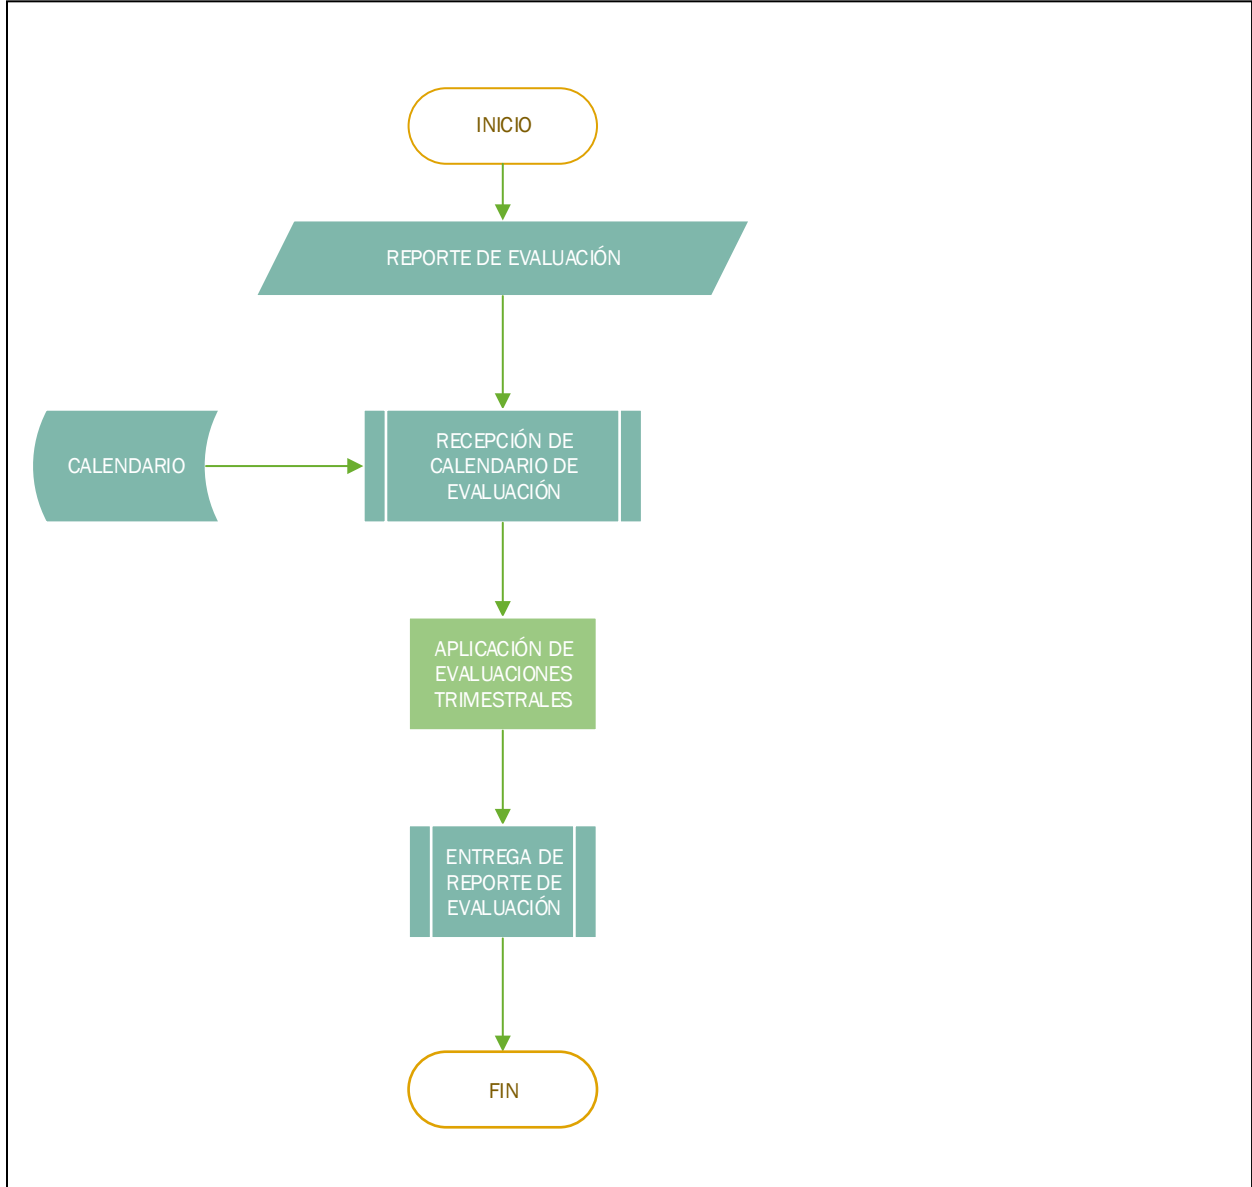 INICIO
REPORTE DE EVALUACIÓN
CALENDARIO
RECEPCIÓN DE
CALENDARIO DE
EVALUACIÓN
APLICACIÓN DE
EVALUACIONES
TRIMESTRALES
ENTREGA DE
REPORTE DE
EVALUACIÓN
FIN